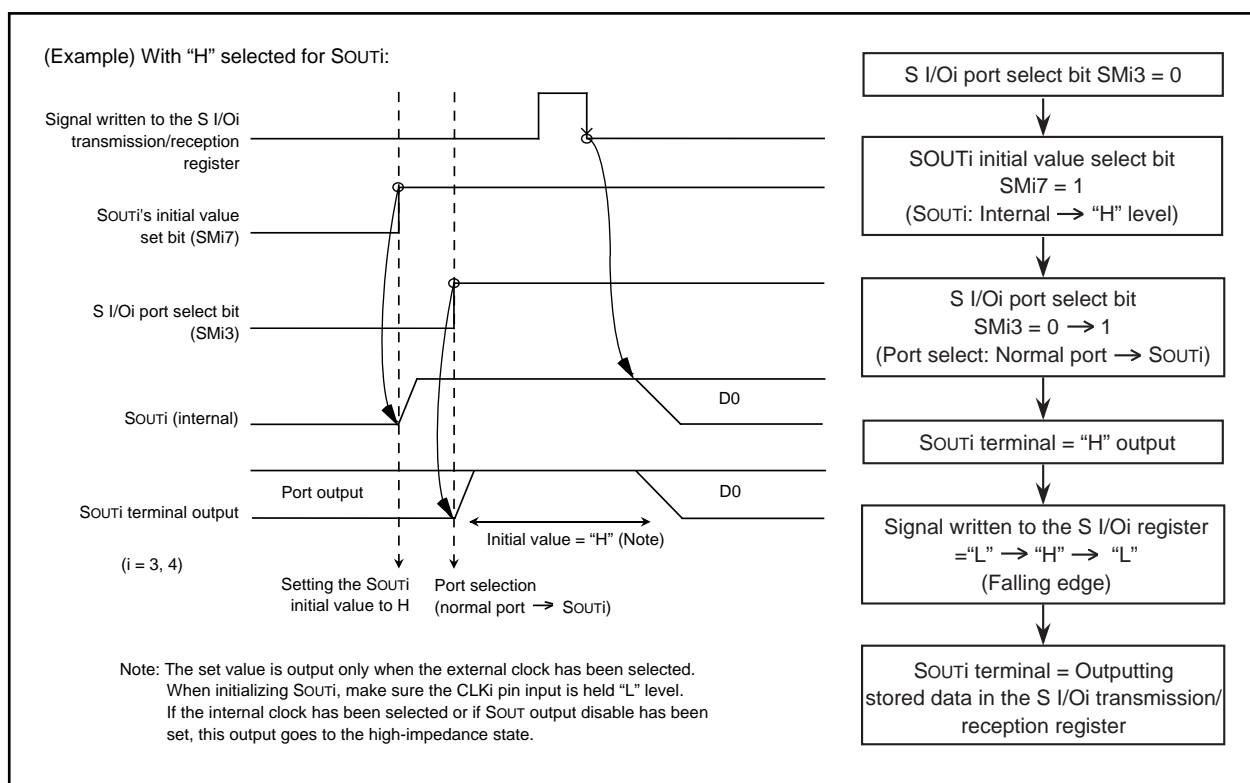 (Example) With “H” selected for SOUTi:
Signal written to the S I/Oi
transmission/reception
register
SOUTi's initial value
set bit (SMi7)
S I/Oi port select bit
(SMi3)
SOUTi (internal)
D0
Port output
SOUTi terminal output
D0
Initial value = “H” (Note)
(i = 3, 4)
Setting the SOUTi
initial value to H
Port selection
(normal port → SOUTi)
Note: The set value is output only when the external clock has been selected.
When initializing SOUTi, make sure the CLKi pin input is held “L” level.
If the internal clock has been selected or if SOUT output disable has been
set, this output goes to the high-impedance state.
S I/Oi port select bit SMi3 = 0
SOUTi initial value select bit
SMi7 = 1
(SOUTi: Internal → “H” level)
S I/Oi port select bit
SMi3 = 0 → 1
(Port select: Normal port → SOUTi)
SOUTi terminal = “H” output
Signal written to the S I/Oi register
=“L” → “H” → “L”
(Falling edge)
SOUTi terminal = Outputting
stored data in the S I/Oi transmission/
reception register